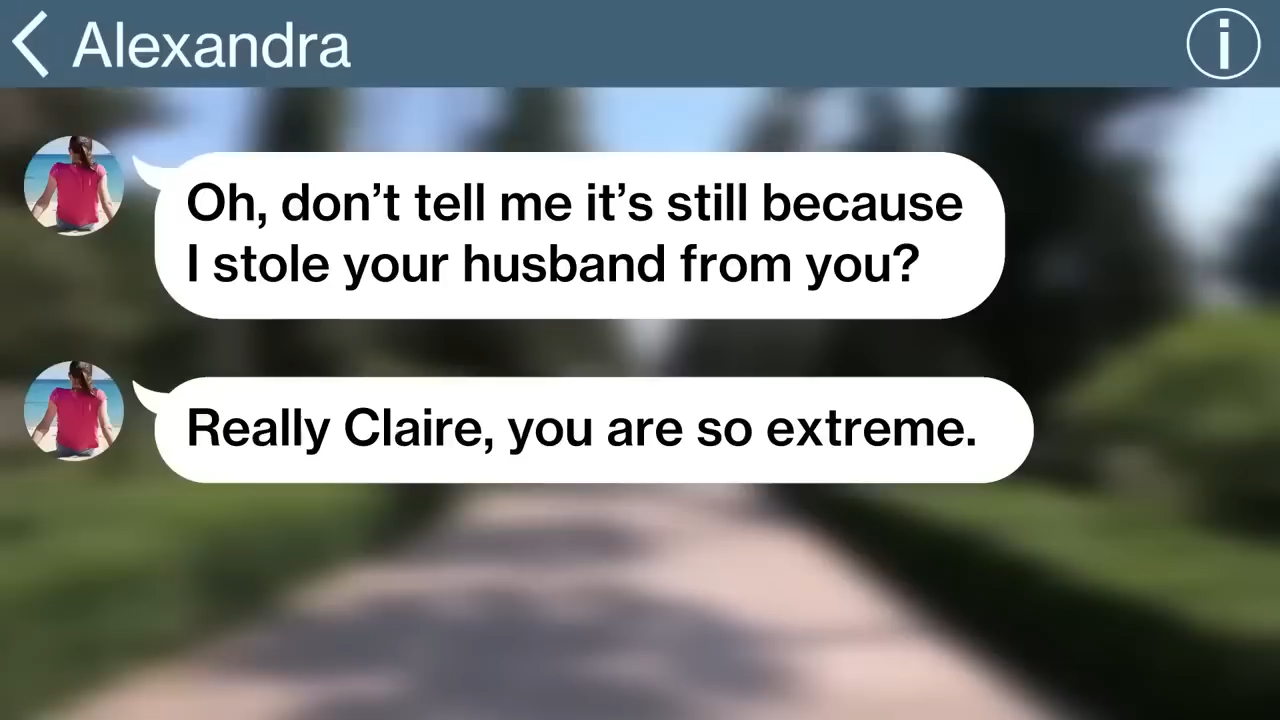 Alexandra
Oh, don’t tell me it’s still because
I stole your husband from you?
Really Claire, you are so extreme.